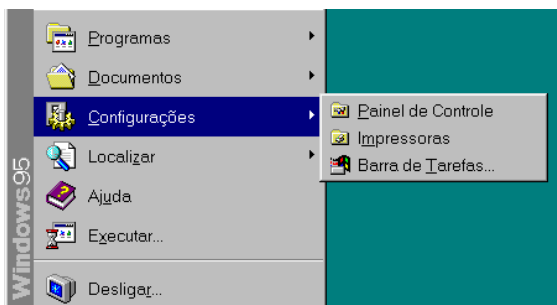 Programas
Documentos
Configurações
Localizar
Ajuda
Executar...
Desligar...
Painel de Controle
Impressoras
Barra de Tarefas...
Windows95